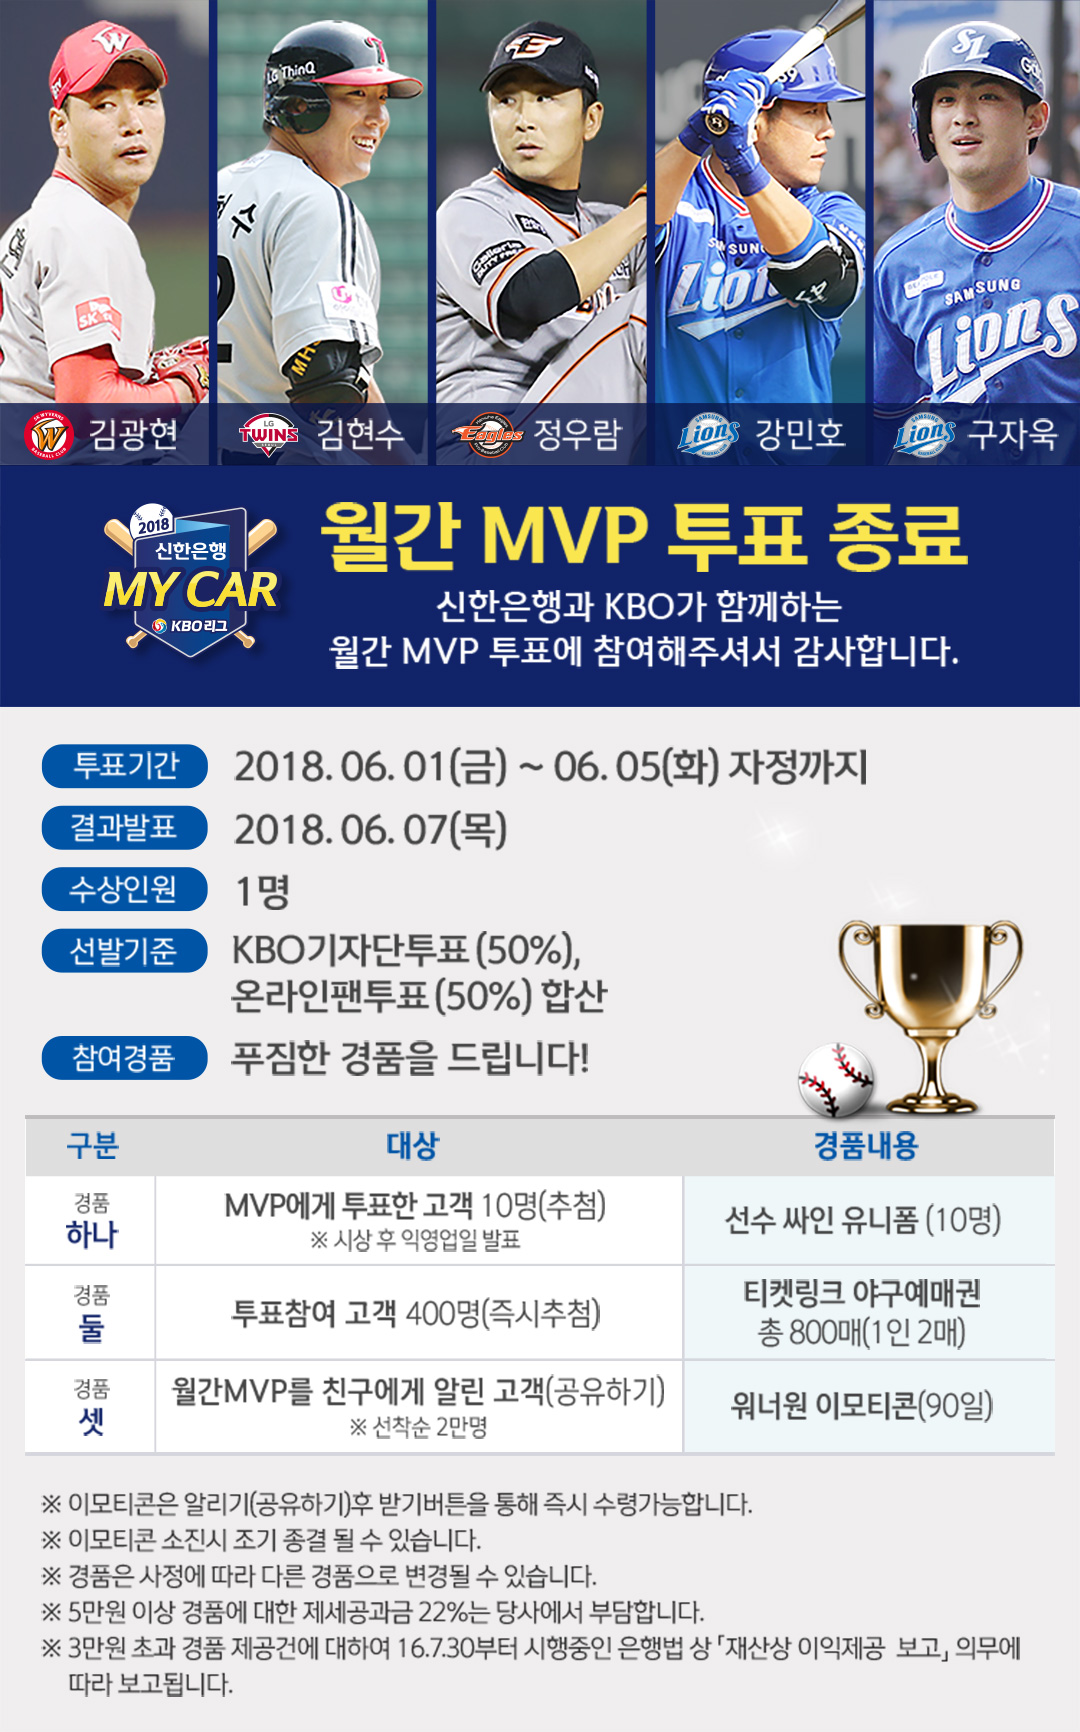 W
LG ThinQ
SL
현수
2
SK
MHS
SAMSUNG
Lions
SAMSUNG
Lions
김광현
LG
TWINS
김현수
Eagles
정우람
SAMSUNG
Lions
강민호
SAMSUNG
Lions
구자욱
2018
신한은행
MY CAR
KBO 리그
월간 MVP 투표 종료
신한은행과 KBO가 함께하는
월간 MVP 투표에 참여해주셔서 감사합니다.
투표기간 2018. 06. 01(금) ~ 06. 05(화) 자정까지
결과발표 2018. 06. 07(목)
수상인원 1명
선발기준 KBO기자단투표 (50%),
온라인팬투표 (50%) 합산
참여경품 푸짐한 경품을 드립니다!
구분 대상 경품내용
경품
하나
MVP에게 투표한 고객 10명(추첨)
※ 시상 후 익영업일 발표
선수 싸인 유니폼 (10명)
경품
둘
투표참여 고객 400명(즉시추첨)
티켓링크 야구예매권
총 800매(1인 2매)
경품
셋
월간MVP를 친구에게 알린 고객(공유하기)
※ 선착순 2만명
워너원 이모티콘(90일)
※ 이모티콘은 알리기(공유하기)후 받기버튼을 통해 즉시 수령가능합니다.
※ 이모티콘 소진시 조기 종결 될 수 있습니다.
※ 경품은 사정에 따라 다른 경품으로 변경될 수 있습니다.
※ 5만원 이상 경품에 대한 제세공과금 22%는 당사에서 부담합니다.
※ 3만원 초과 경품 제공건에 대하여 16.7.30부터 시행중인 은행법 상 「재산상 이익제공 보고」 의무에
따라 보고됩니다.